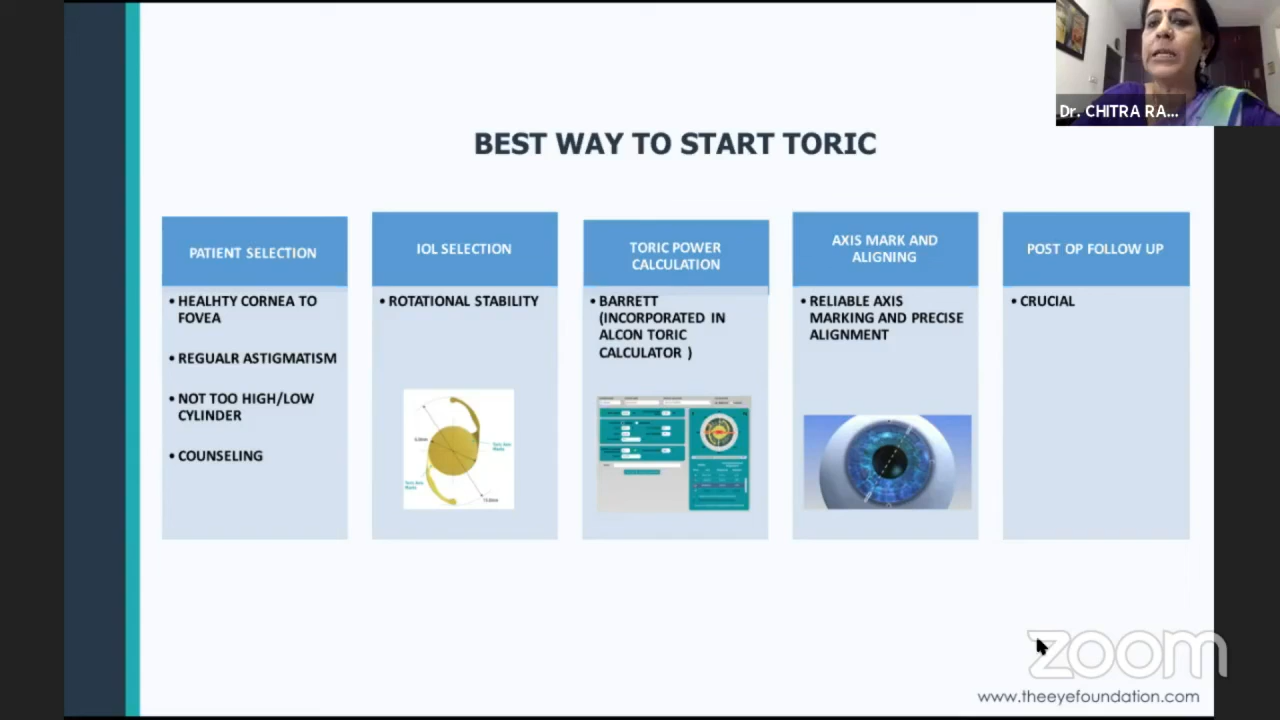 Dr. CHITRA RA...
BEST WAY TO START TORIC
PATIENT SELECTION
• HEALHTY CORNEA TO
FOVEA
• REGUALR ASTIGMATISM
• NOT TOO HIGH/LOW
CYLINDER
• COUNSELING
IOL SELECTION
• ROTATIONAL STABILITY
TORIC POWER
CALCULATION
• BARRETT
(INCORPORATED IN
ALCON TORIC
CALCULATOR )
AXIS MARK AND
ALIGNING
• RELIABLE AXIS
MARKING AND PRECISE
ALIGNMENT
POST OP FOLLOW UP
• CRUCIAL
zoom
www.theeyefoundation.com